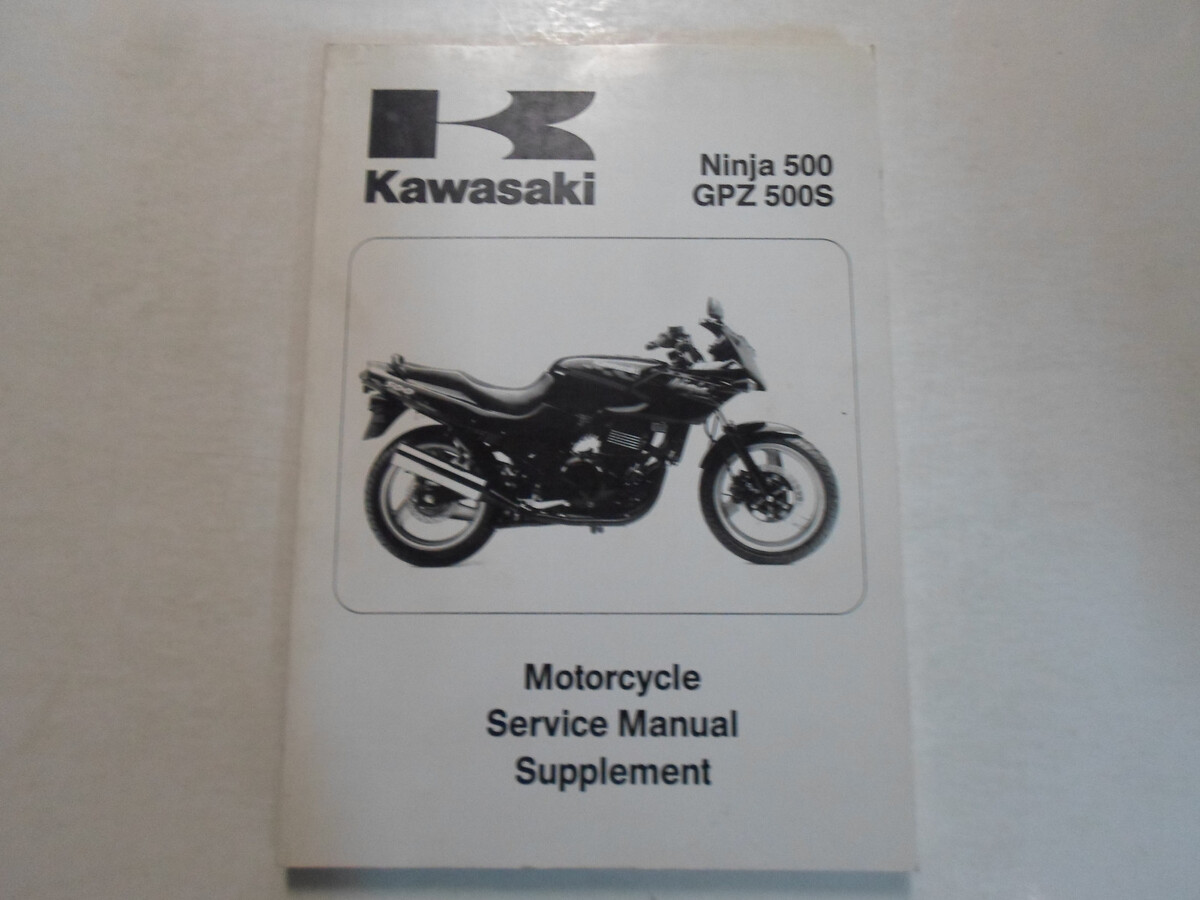 Kawasaki
Ninja 500
GPZ 500S
Motorcycle
Service Manual
Supplement